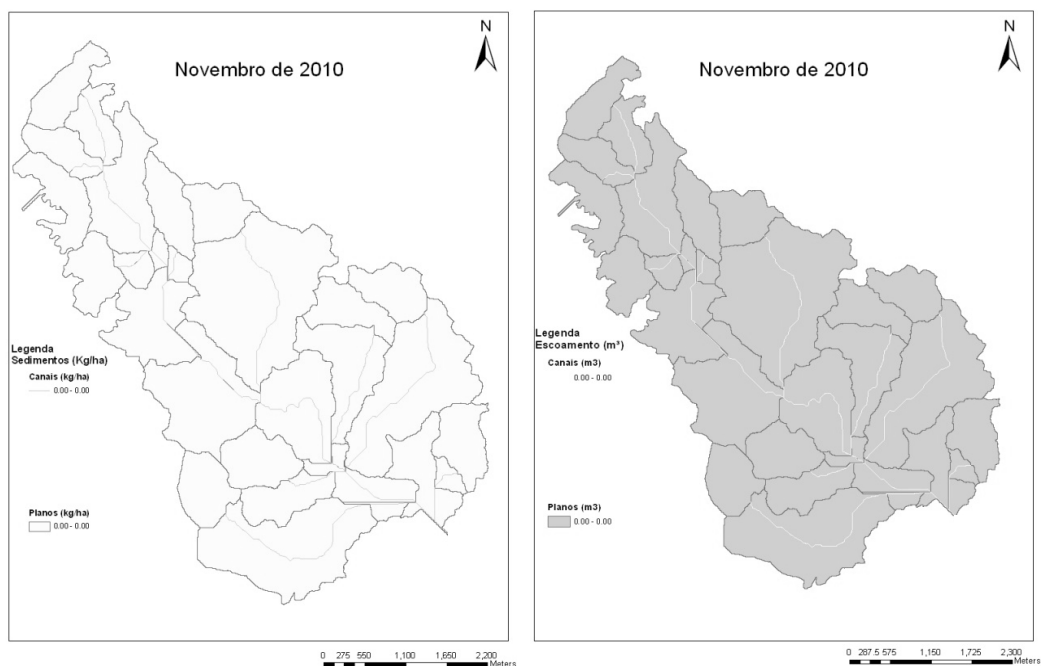 N
Novembro de 2010
Legenda
Sedimentos (Kg/ha)
Canais (kg/ha)
0.00 - 0.00
Planos (kg/ha)
0.00 - 0.00
0 275 550 1,100 1,650 2,200
Meters
N
Novembro de 2010
Legenda
Escoamento (m³)
Canais (m3)
0.00 - 0.00
Planos (m3)
0.00 - 0.00
0 287.5 575 1,150 1,725 2,300
Meters